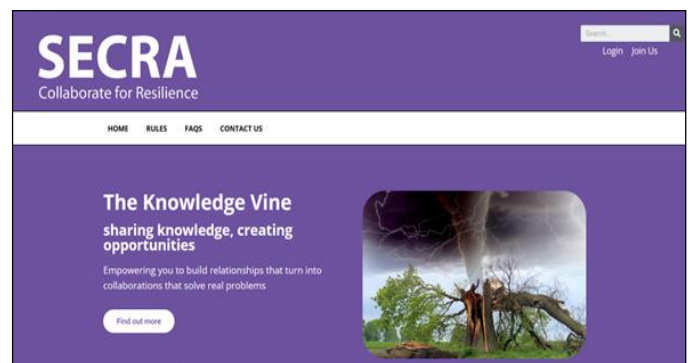 SECRA
Collaborate for Resilience
Search...
Login Join Us
HOME RULES FAQS CONTACT US
The Knowledge Vine
sharing knowledge, creating
opportunities
Empowering you to build relationships that turn into
collaborations that solve real problems
Find out more